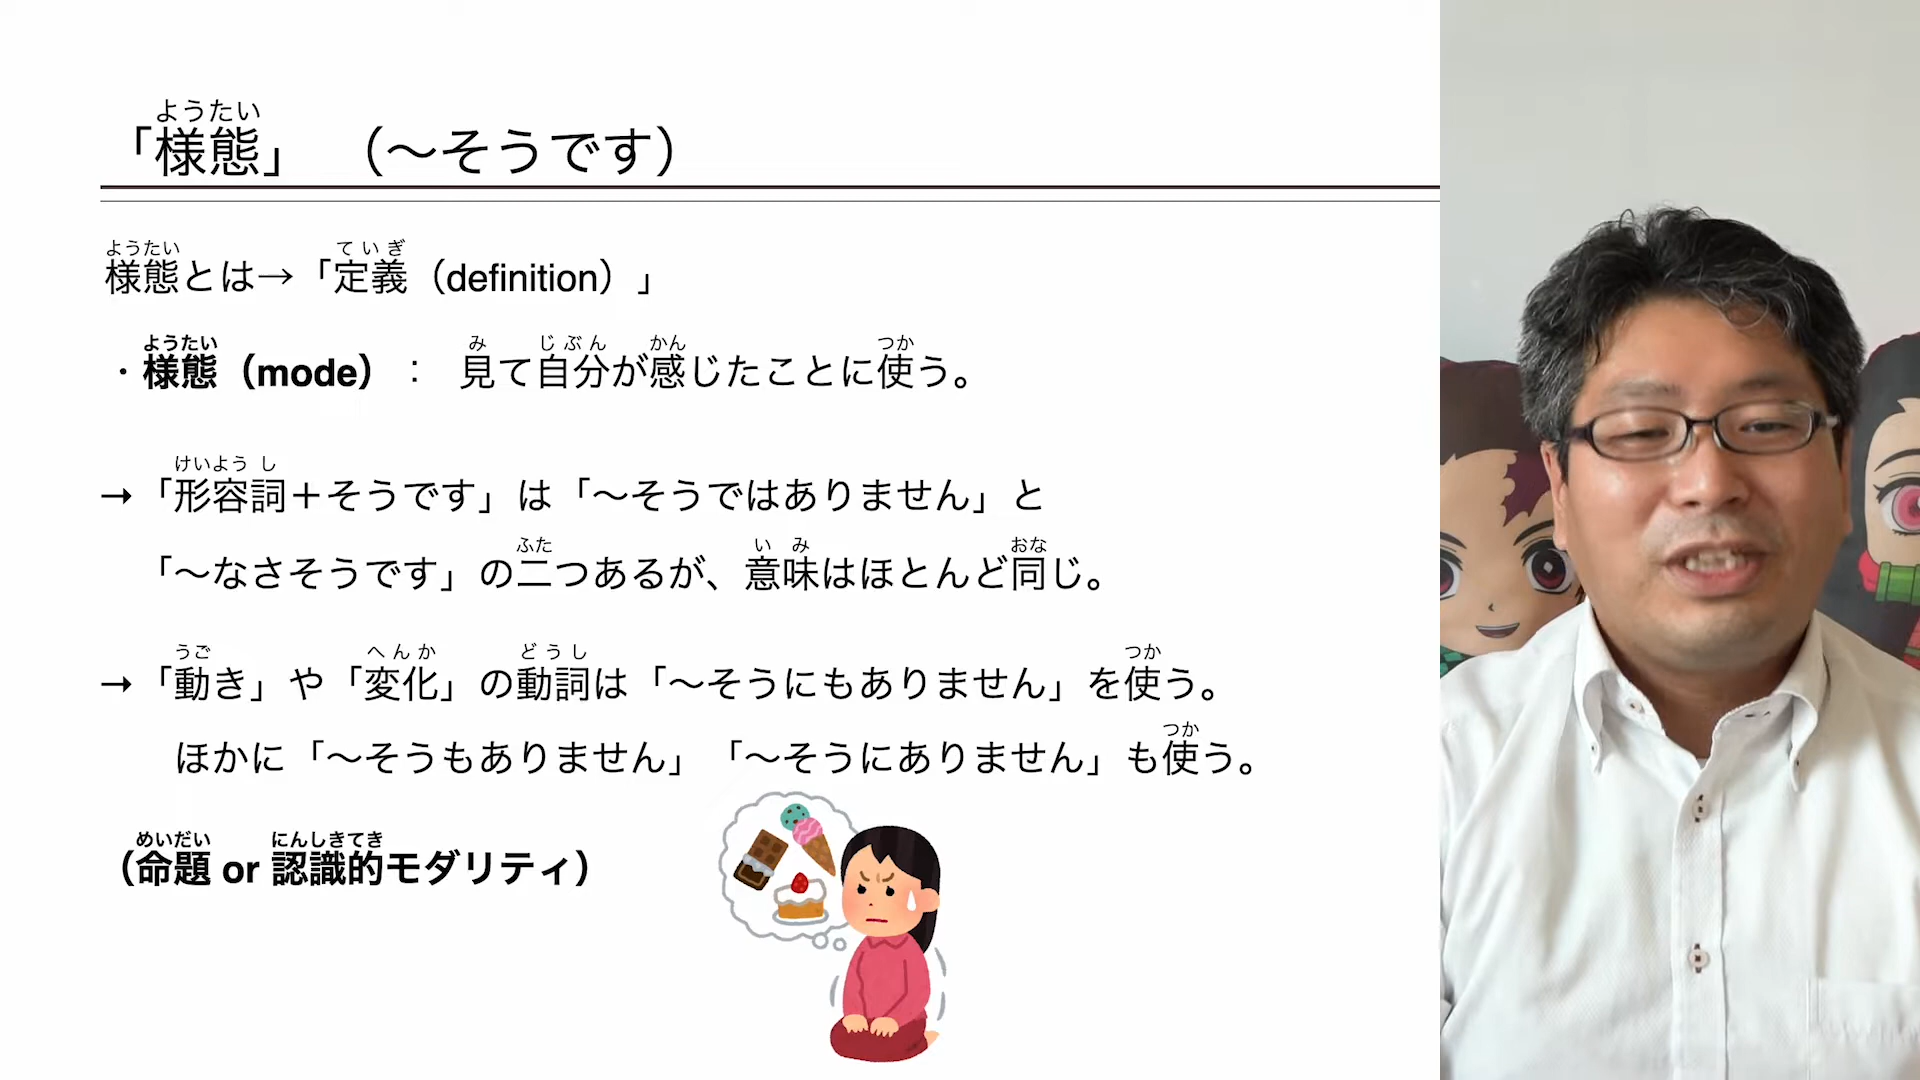 ようたい
「様態」 （～そうです）
ようたい ていぎ
様態とは→「定義（definition）」
ようたい み じぶん かん つか
・様態（mode）： 見て自分が感じたことに使う。
けいようし
→「形容詞＋そうです」は「～そうではありません」と
ふた いみ おな
「～なさそうです」の二つあるが、意味はほとんど同じ。
うご へんか どうし つか
→「動き」や「変化」の動詞は「～そうにもありません」を使う。
つか
ほかに「～そうもありません」「～そうにありません」も使う。
めいだい にんしきてき
（命題 or 認識的モダリティ）